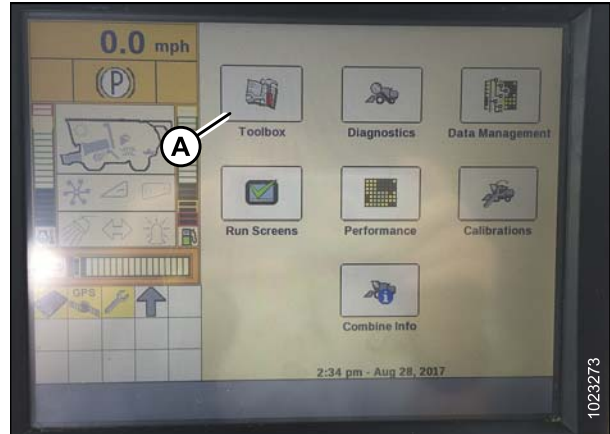 0.0 mph
(P)
A
Toolbox
Diagnostics
Data Management
Run Screens
Performance
Calibrations
GPS
Combine Info
2:34 pm - Aug 28, 2017
1023273